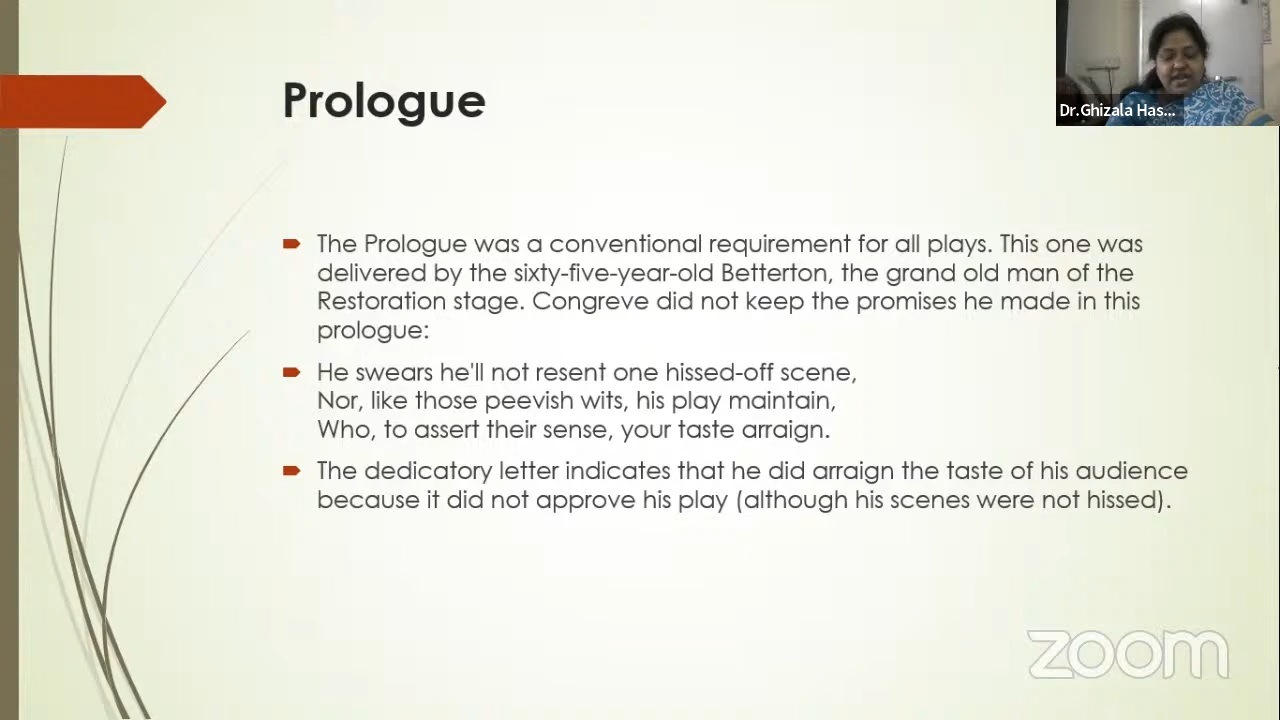 Prologue
Dr.Ghizala Has...
The Prologue was a conventional requirement for all plays. This one was
delivered by the sixty-five-year-old Betterton, the grand old man of the
Restoration stage. Congreve did not keep the promises he made in this
prologue:
He swears he'll not resent one hissed-off scene,
Nor, like those peevish wits, his play maintain,
Who, to assert their sense, your taste arraign.
The dedicatory letter indicates that he did arraign the taste of his audience
because it did not approve his play (although his scenes were not hissed).
zoom